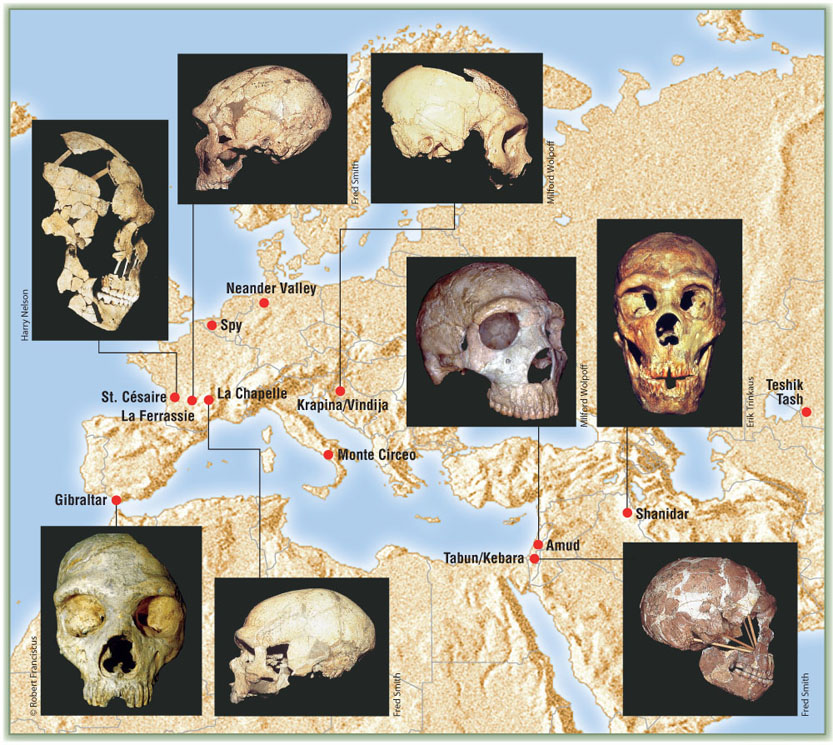 Fred Smith
Milford Wolpoff
Harry Nelson
Neander Valley
Spy
Milford Wolpoff
Erik Trinkaus
St. Césaire
La Ferrassie
La Chapelle
Krapina/Vindija
Teshik
Tash
Monte Circeo
Gibraltar
Shanidar
Amud
Tabun/Kebara
© Robert Franciscus
Fred Smith
Fred Smith